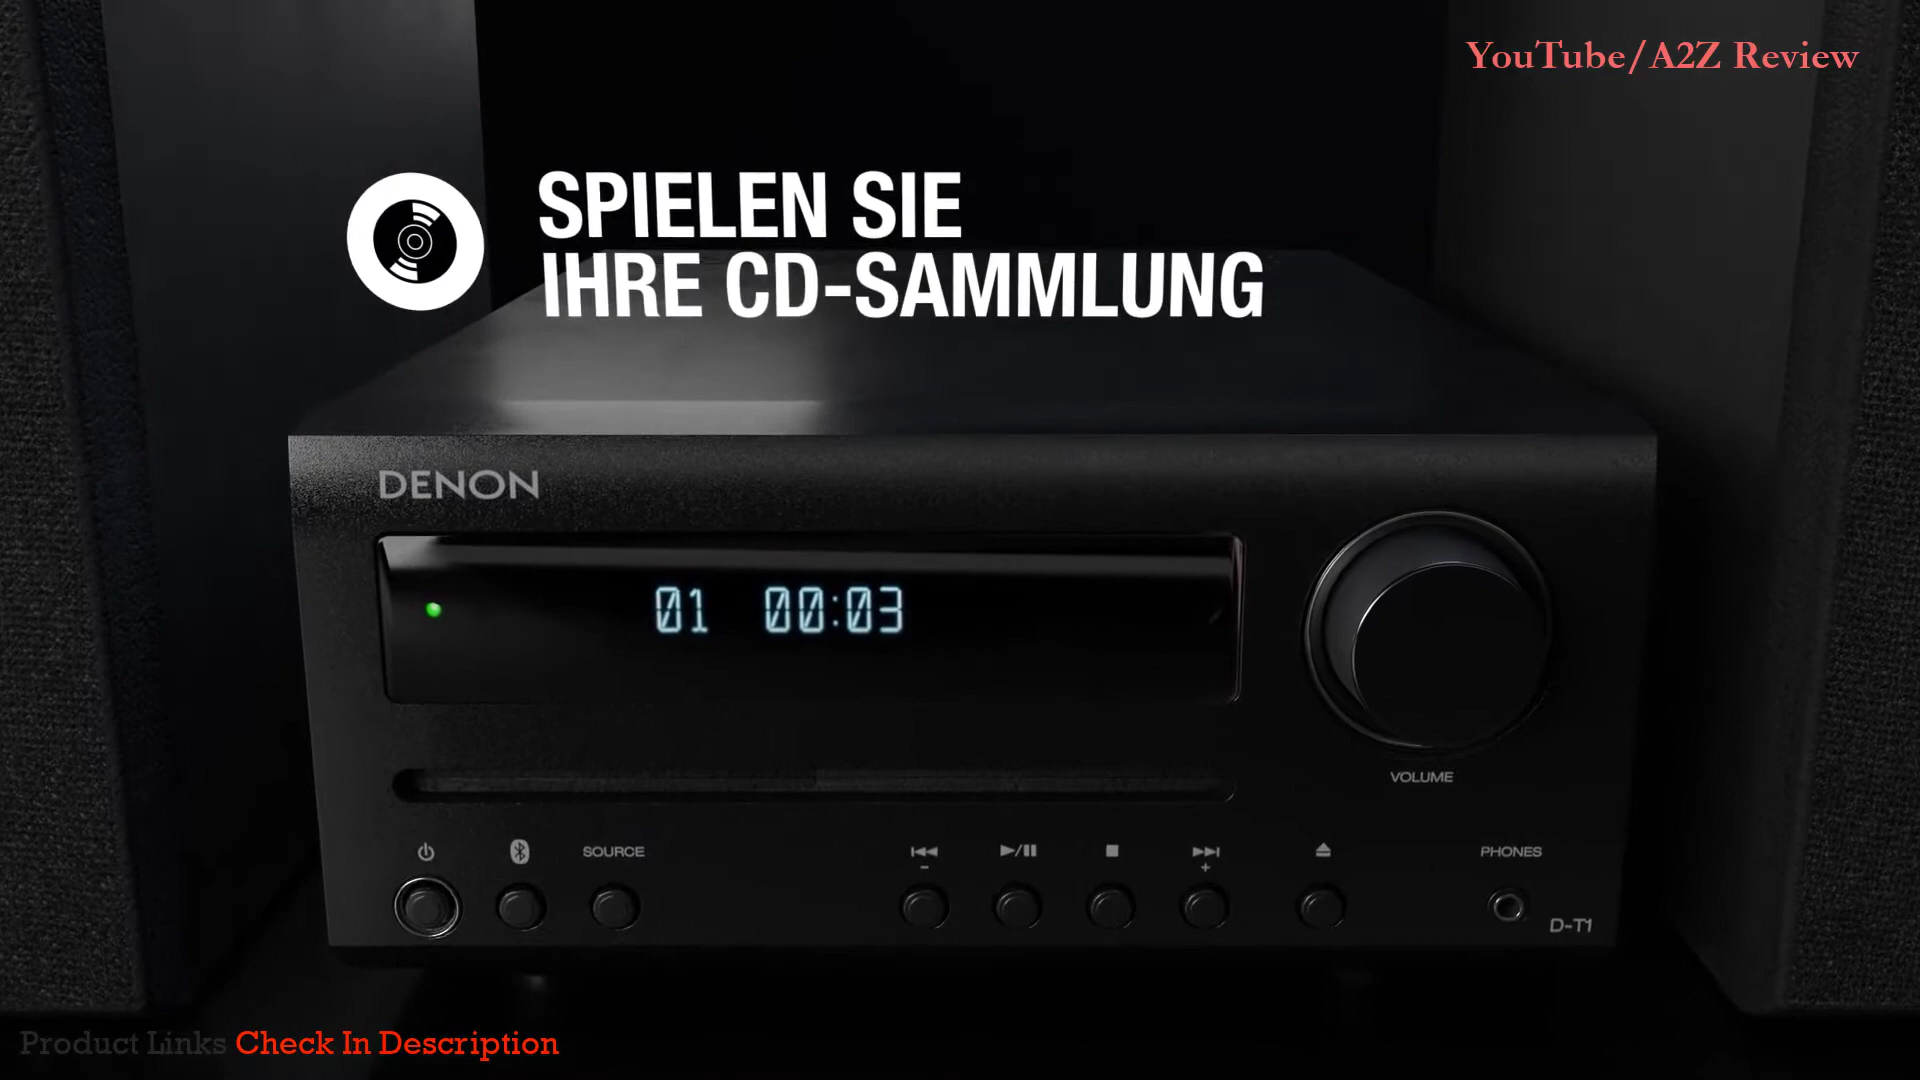 YouTube/A2Z Review
SPIELEN SIE
IHRE CD-SAMMLUNG
DENON
01 00:03
VOLUME
SOURCE
PHONES
D-T1
Product Links Check In Description